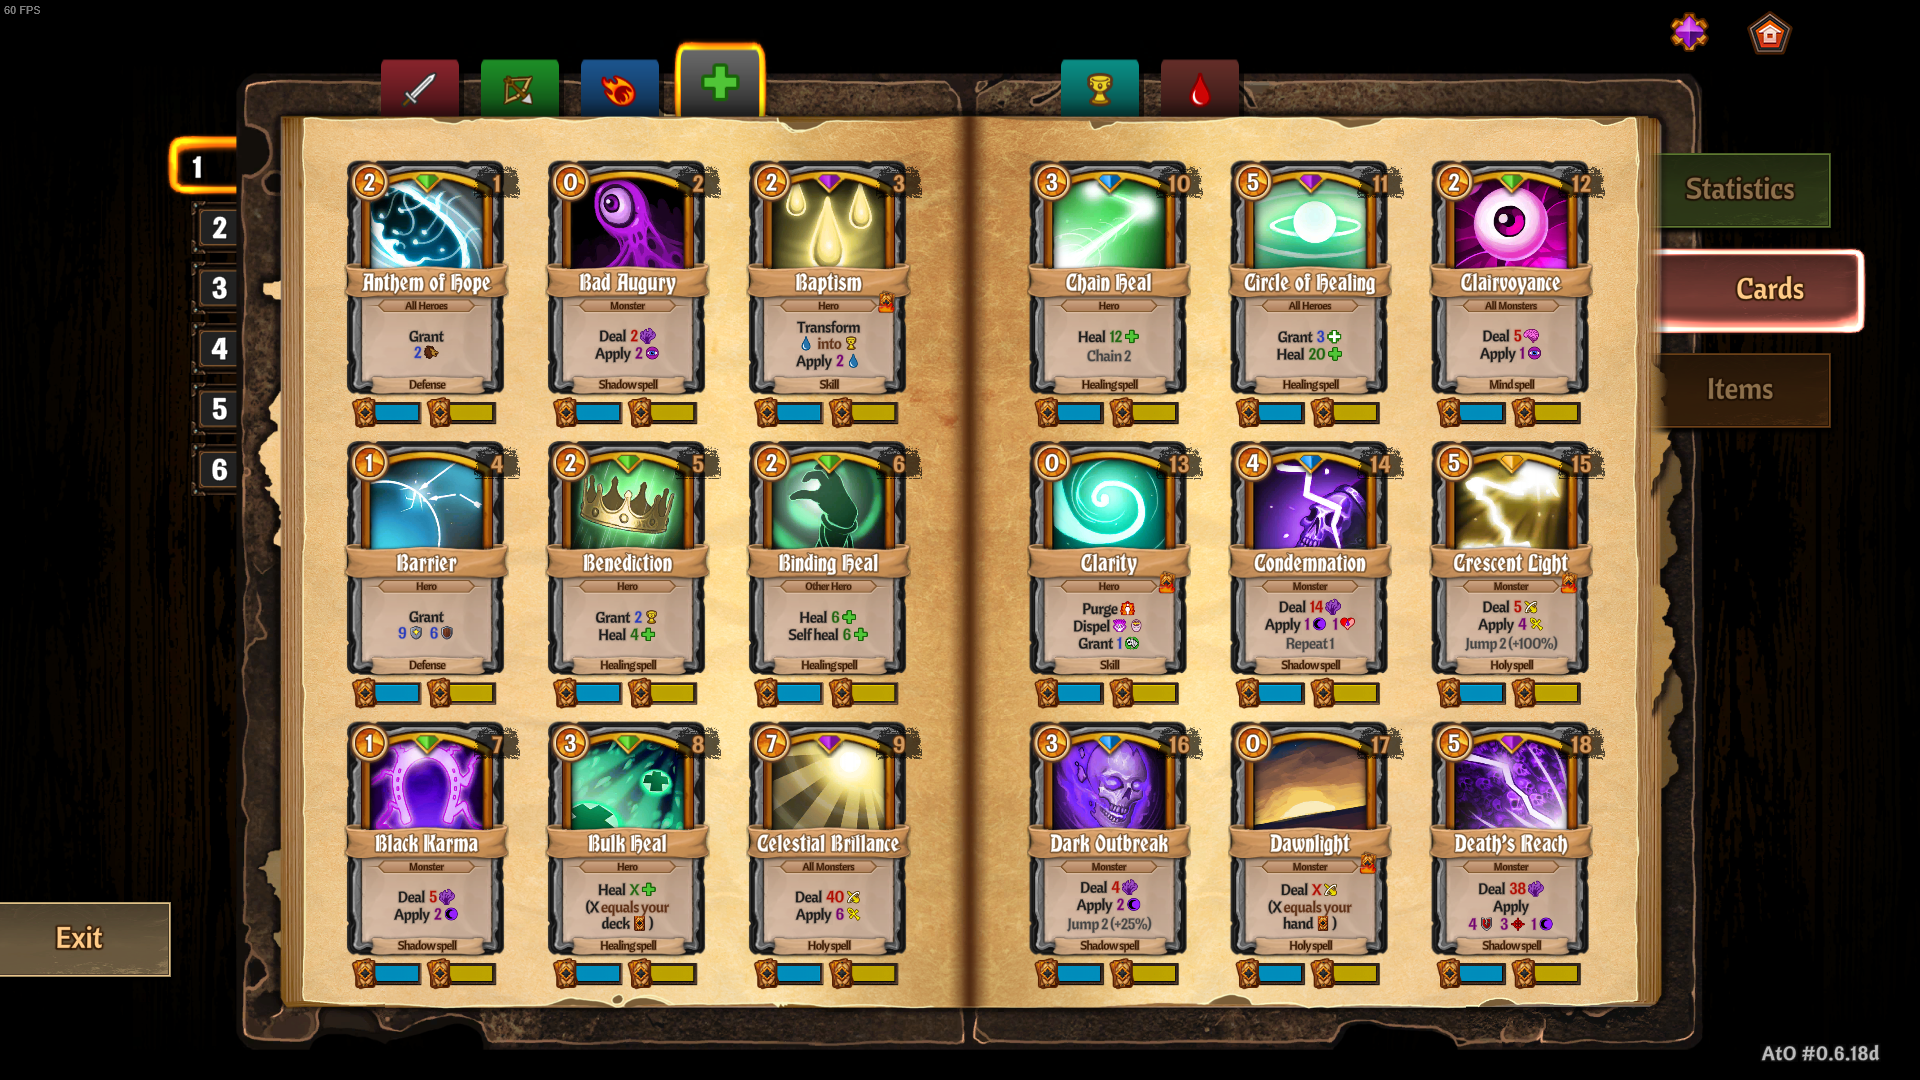 60 FPS
1
2
3
4
5
6
2
1
Anthem of Hope
All Heroes
Grant
2
Defense
0
2
Bad Augury
Monster
Deal 2
Apply 2
Shadow spell
2
3
Baptism
Hero
Transform
into
Apply 2
Skill
1
4
Barrier
Hero
Grant
9 6
Defense
2
5
Benediction
Hero
Grant 2
Heal 4
Healing spell
2
6
Binding Heal
Other Hero
Heal 6
Self heal 6
Healing spell
1
7
Black Karma
Monster
Deal 5
Apply 2
Shadow spell
3
8
Bulk Heal
Hero
Heal X
(X equals your
deck )
Healing spell
7
9
Celestial Brillance
All Monsters
Deal 40
Apply 6
Holy spell
3
10
Chain Heal
Hero
Heal 12
Chain 2
Healing spell
5
11
Circle of Healing
All Heroes
Grant 3
Heal 20
Healing spell
2
12
Clairvoyance
All Monsters
Deal 5
Apply 1
Mind spell
0
13
Clarity
Hero
Purge
Dispel
Grant 1
Skill
4
14
Condemnation
Monster
Deal 14
Apply 1 1
Repeat 1
Shadow spell
5
15
Crescent Light
Monster
Deal 5
Apply 4
Jump 2 (+100%)
Holy spell
3
16
Dark Outbreak
Monster
Deal 4
Apply 2
Jump 2 (+25%)
Shadow spell
0
17
Dawnlight
Monster
Deal X
(X equals your
hand )
Holy spell
5
18
Death's Reach
Monster
Deal 38
Apply
4 3 1
Shadow spell
Statistics
Cards
Items
Exit
AtO #0.6.18d